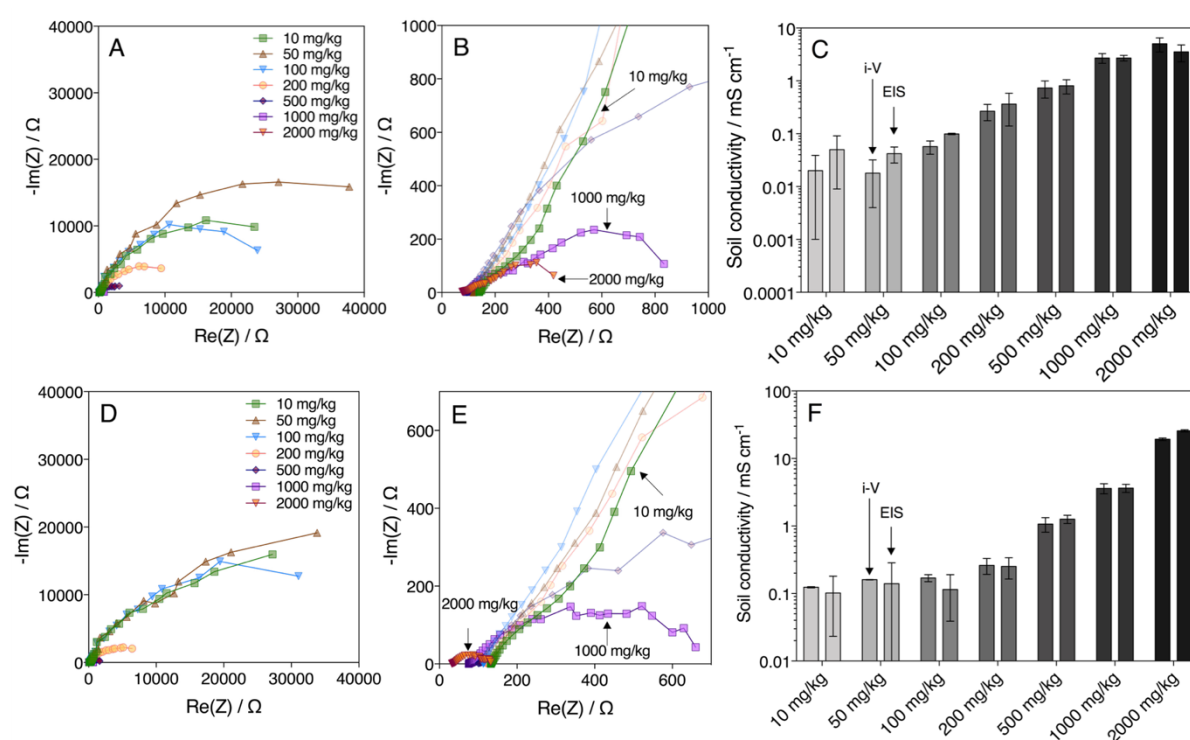 A
-Im(Z) / Ω
40000
30000
20000
10000
0
10 mg/kg
50 mg/kg
100 mg/kg
200 mg/kg
500 mg/kg
1000 mg/kg
2000 mg/kg
0 10000 20000 30000 40000
Re(Z) / Ω
B
-Im(Z) / Ω
1000
800
600
400
200
0
10 mg/kg
1000 mg/kg
2000 mg/kg
0 200 400 600 800 1000
Re(Z) / Ω
C
Soil conductivity / mS cm-1
10
1
0.1
0.01
0.001
0.0001
i-V
EIS
10 mg/kg
50 mg/kg
100 mg/kg
200 mg/kg
500 mg/kg
1000 mg/kg
2000 mg/kg
D
-Im(Z) / Ω
40000
30000
20000
10000
0
10 mg/kg
50 mg/kg
100 mg/kg
200 mg/kg
500 mg/kg
1000 mg/kg
2000 mg/kg
0 10000 20000 30000 40000
Re(Z) / Ω
E
-Im(Z) / Ω
600
400
200
0
10 mg/kg
2000 mg/kg
1000 mg/kg
0 200 400 600
Re(Z) / Ω
F
Soil conductivity / mS cm-1
100
10
1
0.1
0.01
i-V
EIS
10 mg/kg
50 mg/kg
100 mg/kg
200 mg/kg
500 mg/kg
1000 mg/kg
2000 mg/kg